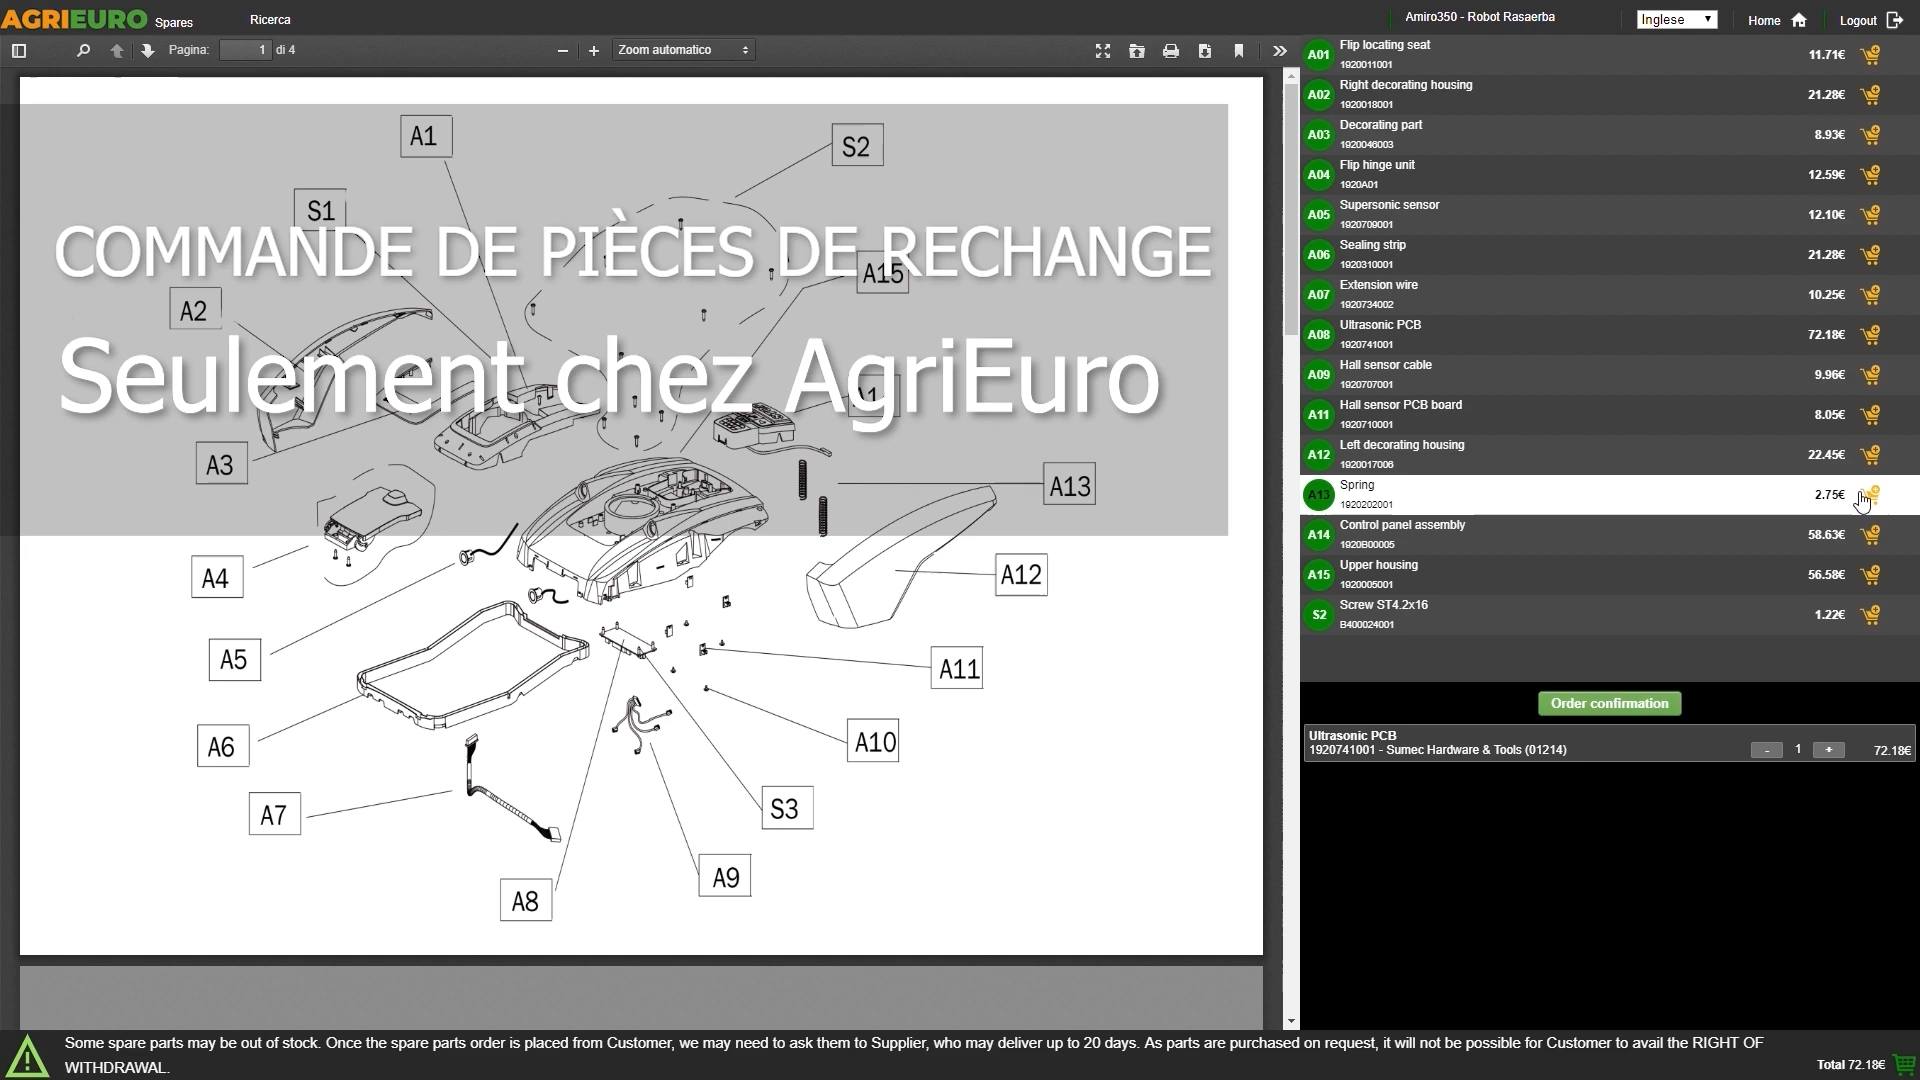 AGRIEURO Spares
Ricerca
Amiro350 - Robot Rasaerba
Inglese
Home
Logout
Pagina: 1 di 4
Zoom automatico
COMMANDE DE PIÈCES DE RECHANGE
Seulement chez AgriEuro
A1
S2
S1
A15
A2
A1
A3
A13
A4
A12
A5
A11
A6
A10
A7
S3
A9
A8
A01 Flip locating seat 11.71€
1920011001
A02 Right decorating housing 21.28€
1920018001
A03 Decorating part 8.93€
1920046003
A04 Flip hinge unit 12.59€
1920A01
A05 Supersonic sensor 12.10€
1920709001
A06 Sealing strip 21.28€
1920310001
A07 Extension wire 10.25€
1920734002
A08 Ultrasonic PCB 72.18€
1920741001
A09 Hall sensor cable 9.96€
1920707001
A11 Hall sensor PCB board 8.05€
1920710001
A12 Left decorating housing 22.45€
1920017006
A13 Spring 2.75€
1920202001
A14 Control panel assembly 58.63€
1920B00005
A15 Upper housing 56.58€
1920005001
S2 Screw ST4.2x16 1.22€
B400024001
Order confirmation
Ultrasonic PCB
1920741001 - Sumec Hardware & Tools (01214) - 1 + 72.18€
Some spare parts may be out of stock. Once the spare parts order is placed from Customer, we may need to ask them to Supplier, who may deliver up to 20 days. As parts are purchased on request, it will not be possible for Customer to avail the RIGHT OF
WITHDRAWAL.
Total 72.18€